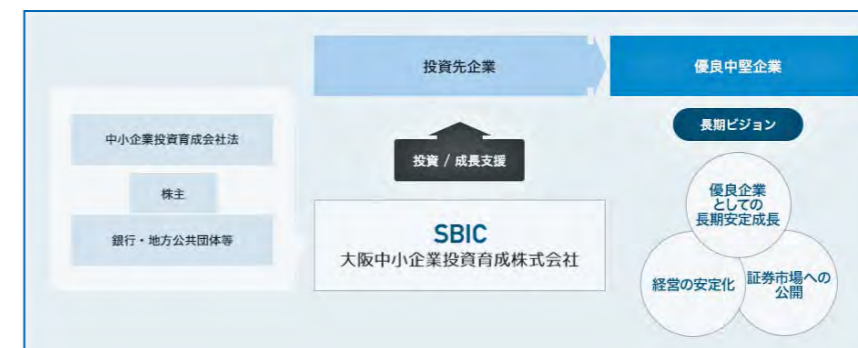 投資先企業
優良中堅企業
中小企業投資育成会社法
株主
銀行・地方公共団体等
投資 / 成長支援
SBIC
大阪中小企業投資育成株式会社
長期ビジョン
優良企業
としての
長期安定成長
経営の安定化
証券市場への
公開